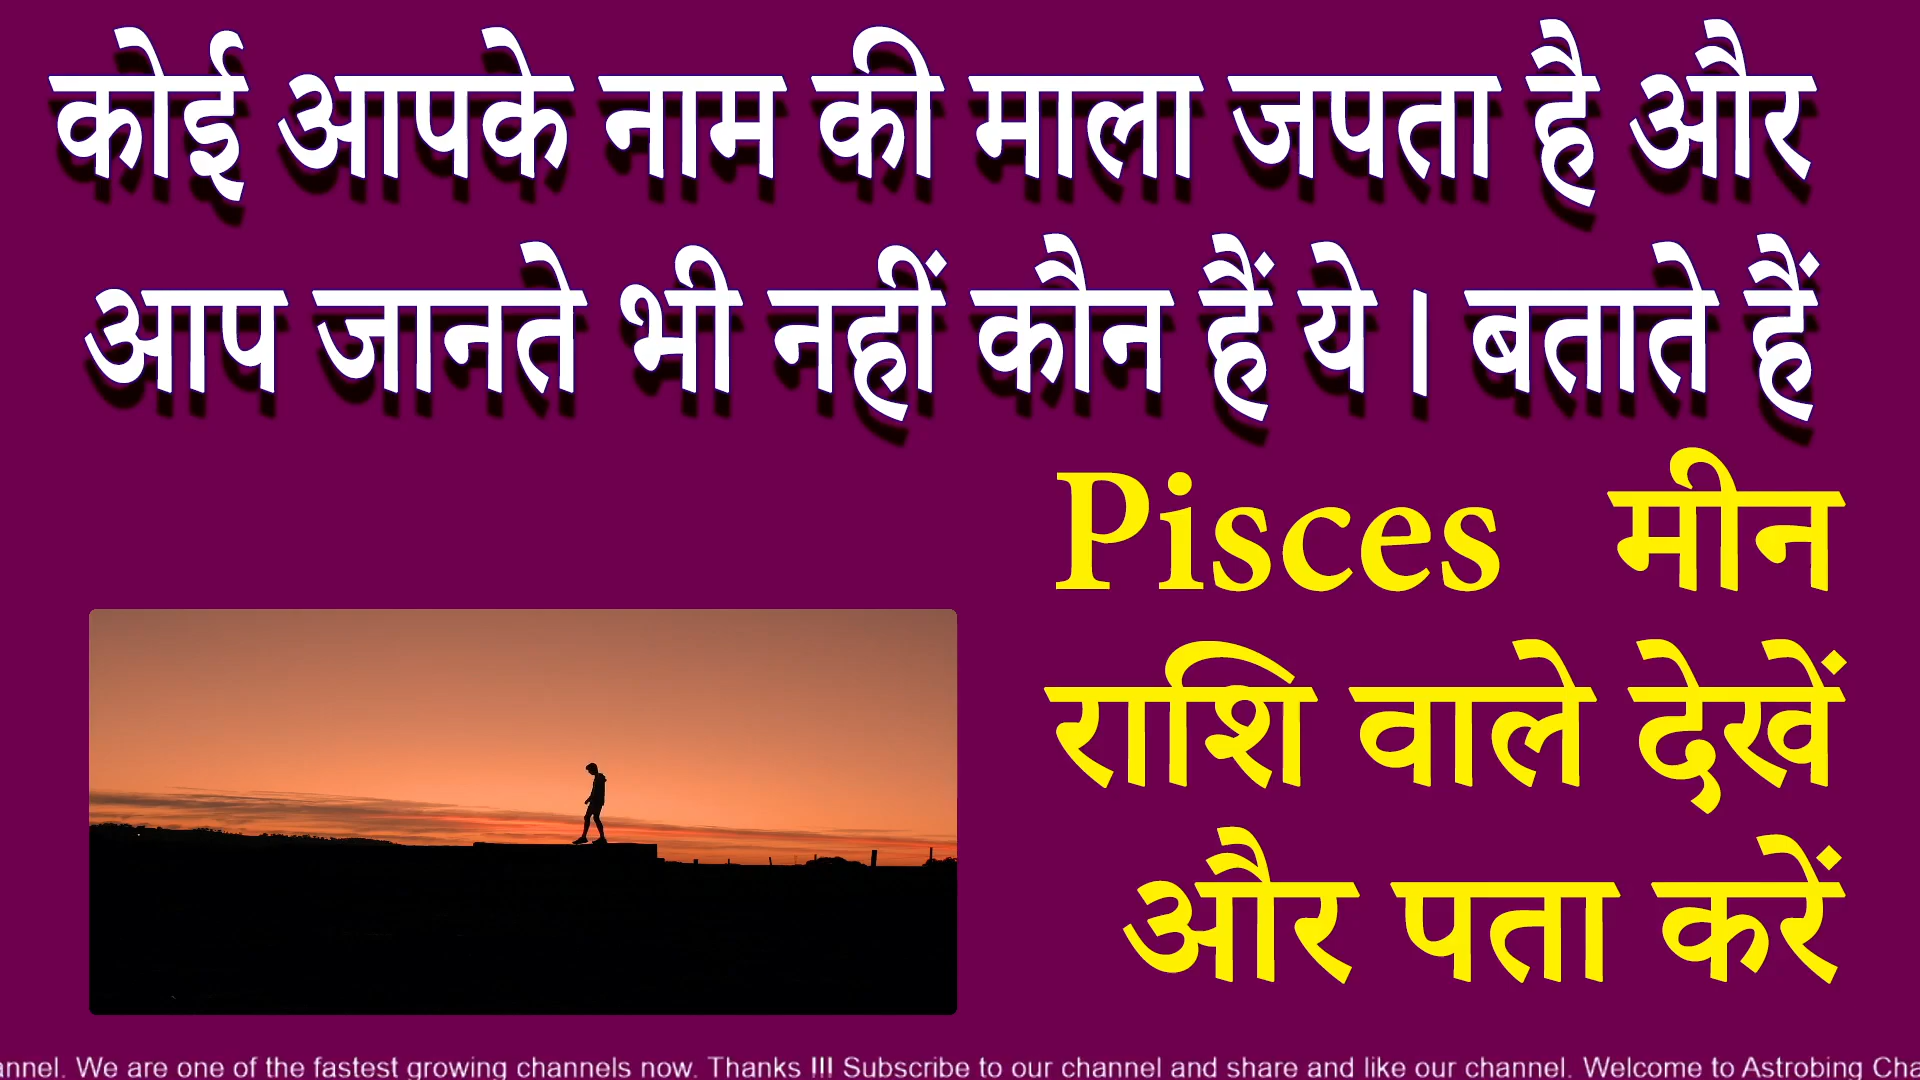 कोई आपके नाम की माला जपता है और
आप जानते भी नहीं कौन हैं ये । बताते हैं
Pisces मीन
राशि वाले देखें
और पता करें
annel. We are one of the fastest growing channels now. Thanks !!! Subscribe to our channel and share and like our channel. Welcome to Astrobing Cha